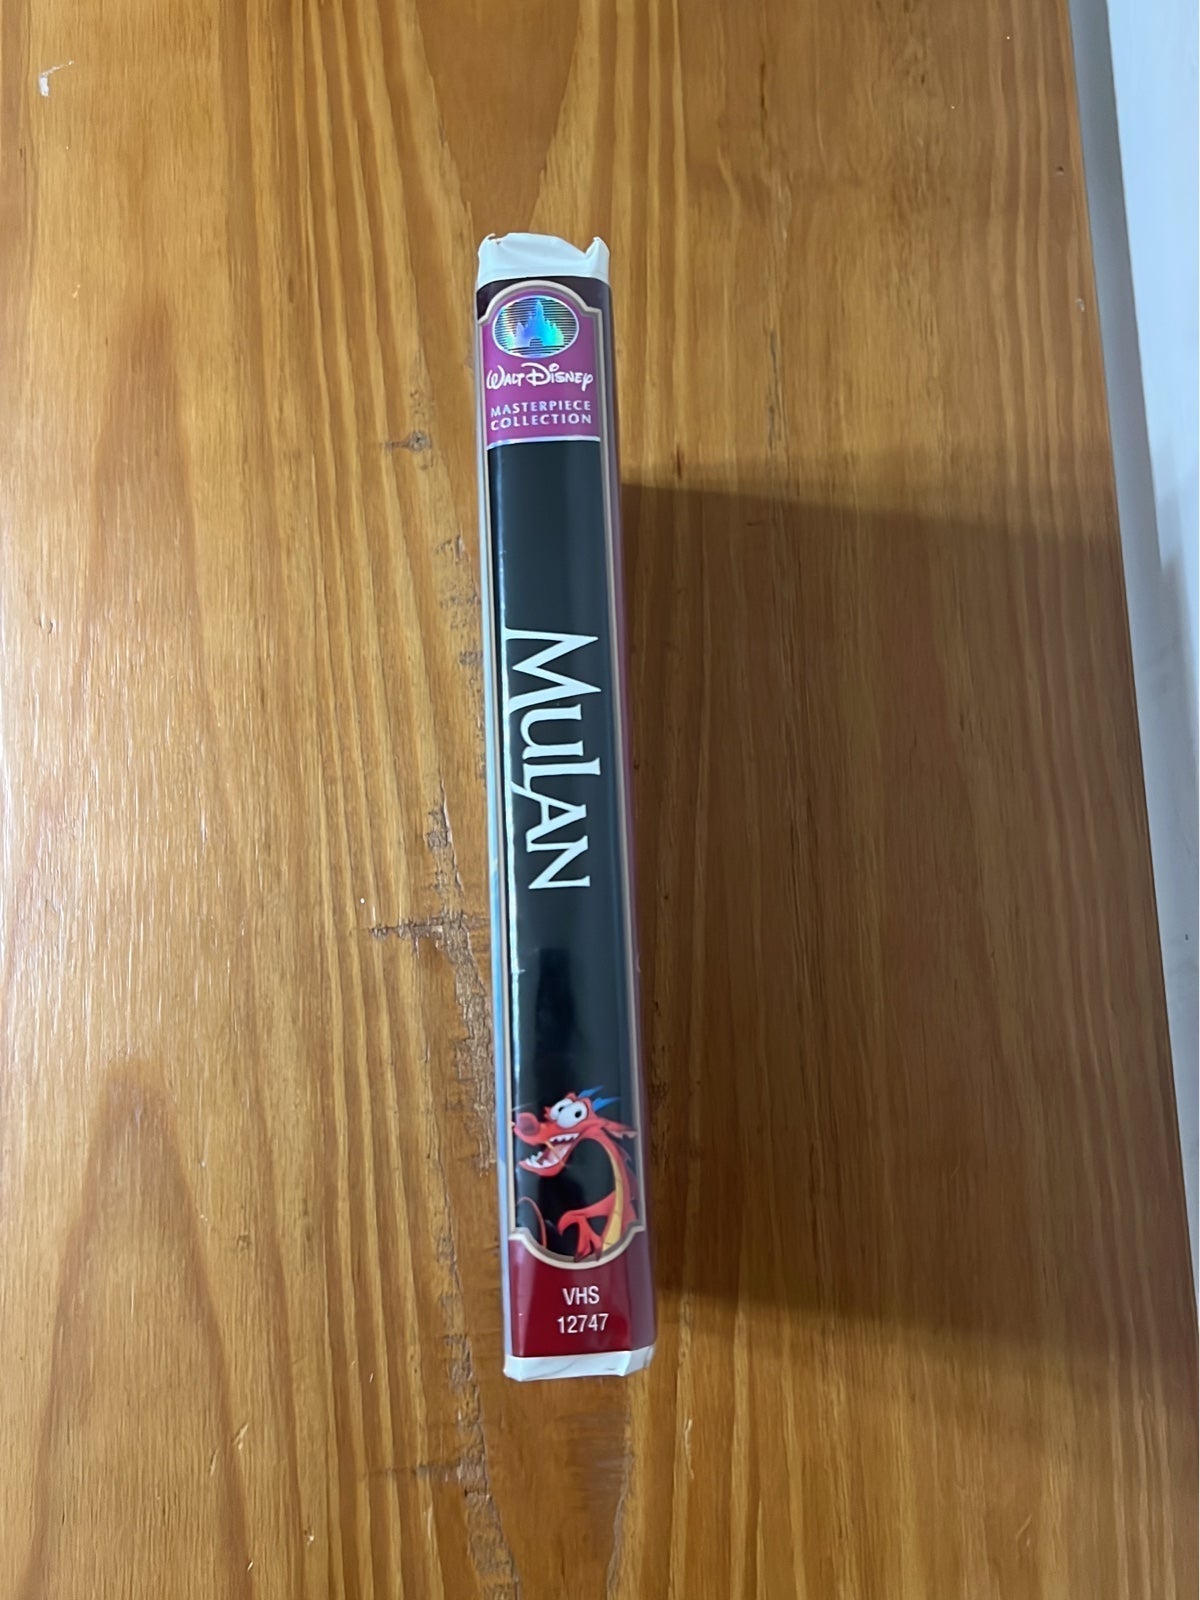 WALT DISNEY
MASTERPIECE
COLLECTION
MULAN
VHS
12747